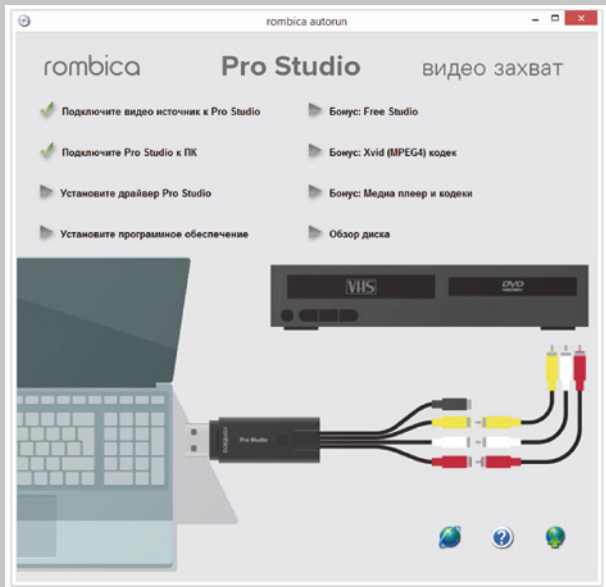 rombica autorun
rombica Pro Studio видео захват
Подключите видео источник к Pro Studio
Подключите Pro Studio к ПК
Установите драйвер Pro Studio
Установите программное обеспечение
Бонус: Free Studio
Бонус: Xvid (MPEG4) кодек
Бонус: Медиа плеер и кодеки
Обзор диска
VHS
DVD
rombica
Pro Studio